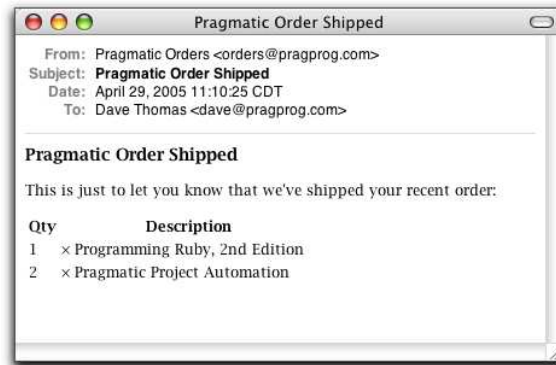 Pragmatic Order Shipped
From: Pragmatic Orders <orders@pragprog.com>
Subject: Pragmatic Order Shipped
Date: April 29, 2005 11:10:25 CDT
To: Dave Thomas <dave@pragprog.com>
Pragmatic Order Shipped
This is just to let you know that we've shipped your recent order:
Qty Description
1 × Programming Ruby, 2nd Edition
2 × Pragmatic Project Automation